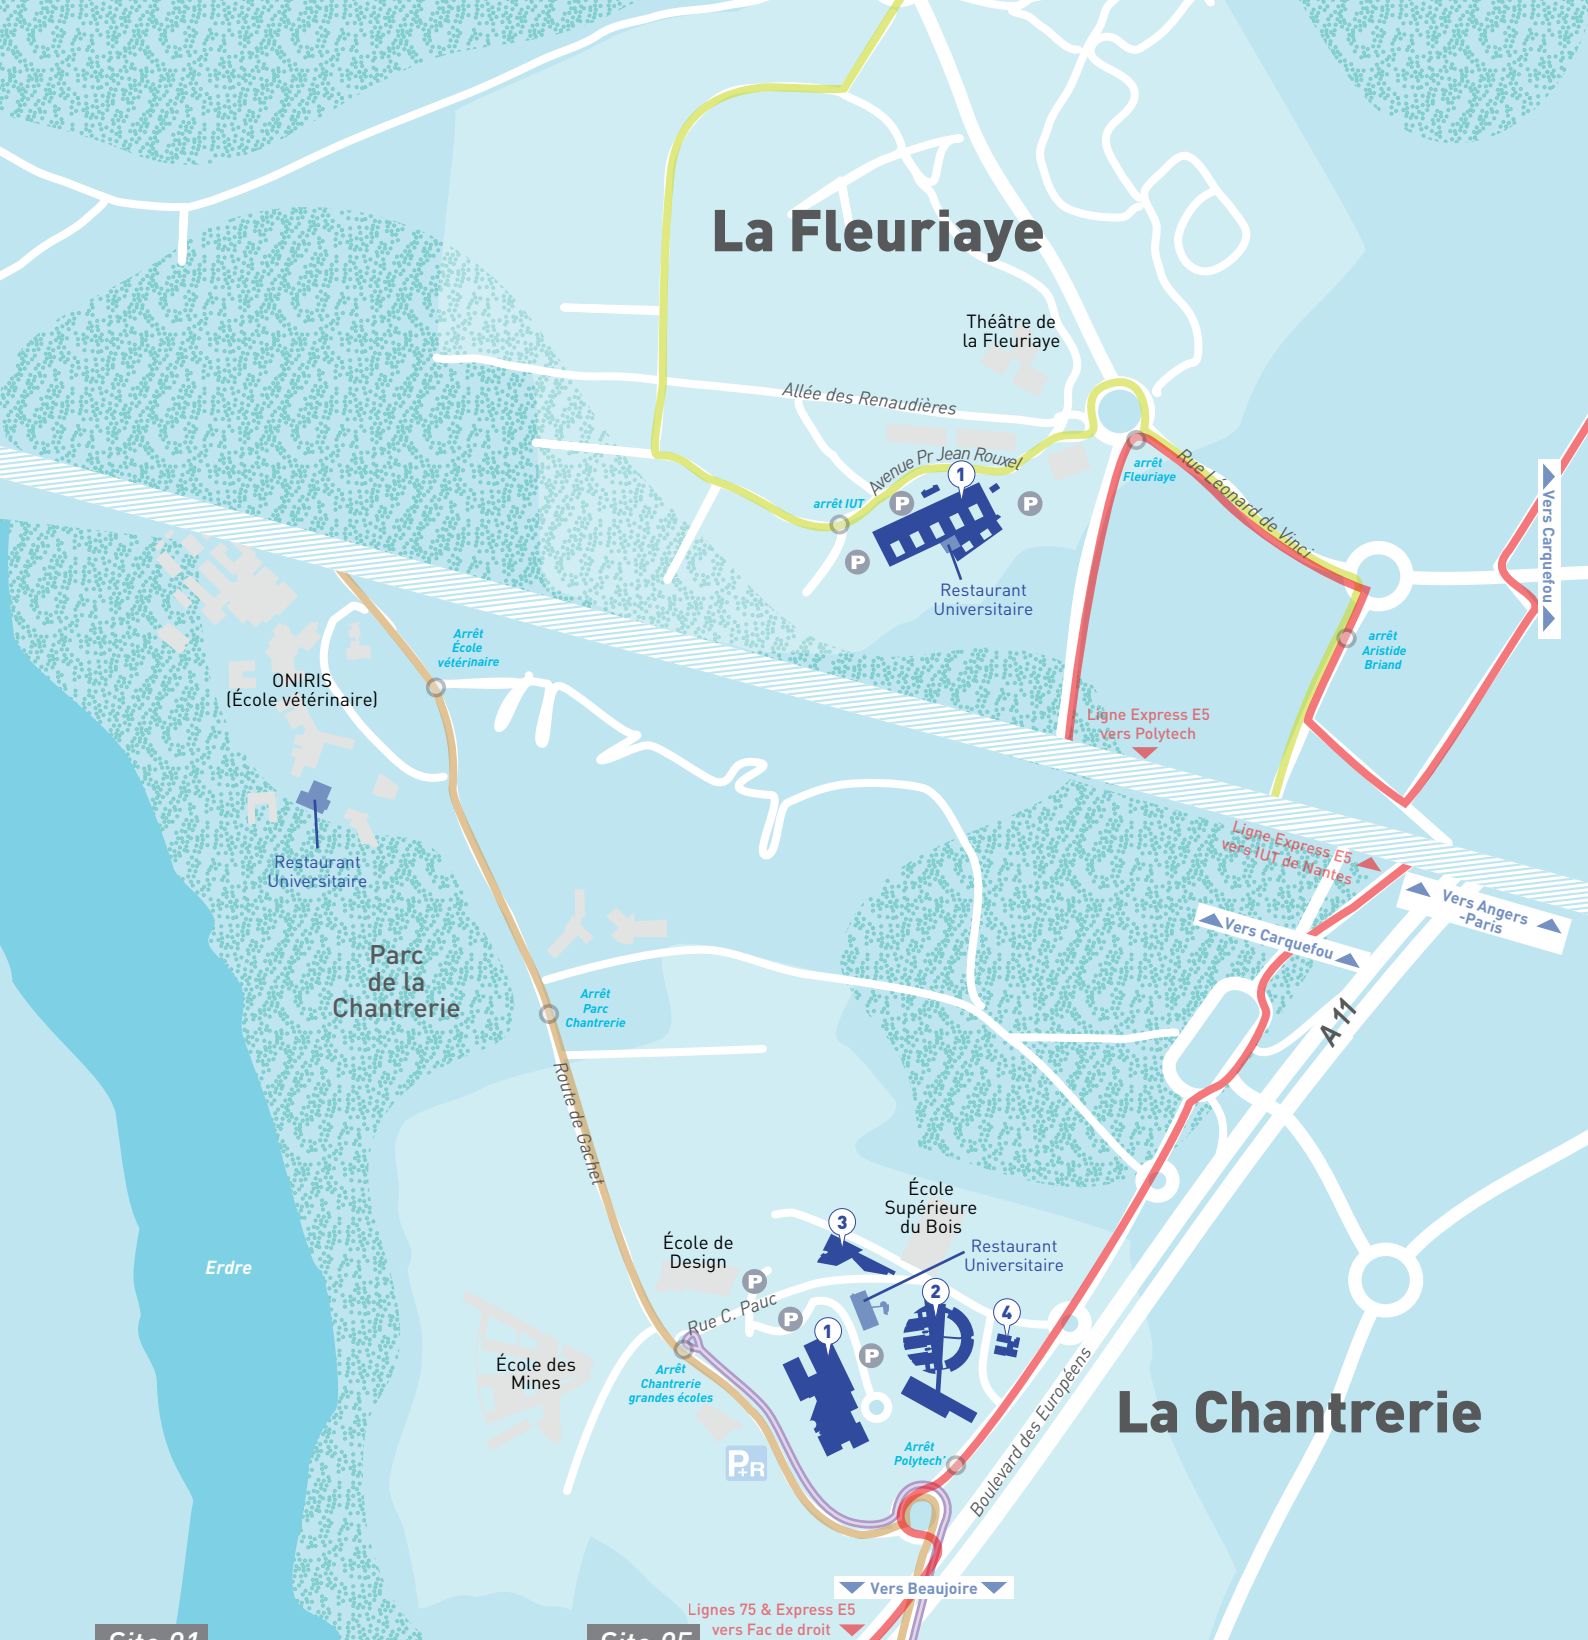 La Fleuriaye
Théâtre de
la Fleuriaye
Allée des Renaudières
Avenue Pr Jean Rouxel
1
arrêt
Fleuriaye
Rue Léonard de Vinci
Vers Carquefou
arrêt IUT
P
P
P
Restaurant
Universitaire
arrêt
Aristide
Briand
Arrêt
École
vétérinaire
ONIRIS
(École vétérinaire)
Ligne Express E5
vers Polytech
Restaurant
Universitaire
Ligne Express E5
vers IUT de Nantes
Vers Angers
-Paris
Vers Carquefou
Parc
de la
Chantrerie
Arrêt
Parc
Chantrerie
A 11
Route de Gachet
École
Supérieure
du Bois
3
École de
Design
Restaurant
Universitaire
Erdre
P
2
Rue C. Pauc
P
4
1
P
École des
Mines
Arrêt
Chantrerie
grandes écoles
Boulevard des Européens
La Chantrerie
Arrêt
Polytech'
P+R
Vers Beaujoire
Lignes 75 & Express E5
vers Fac de droit